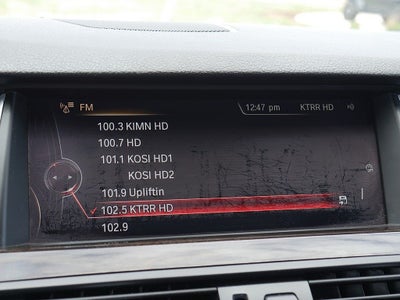 FM 12:47 pm KTRR HD
100.3 KIMN HD
100.7 HD
101.1 KOSI HD1
KOSI HD2
101.9 Upliftin
102.5 KTRR HD
102.9